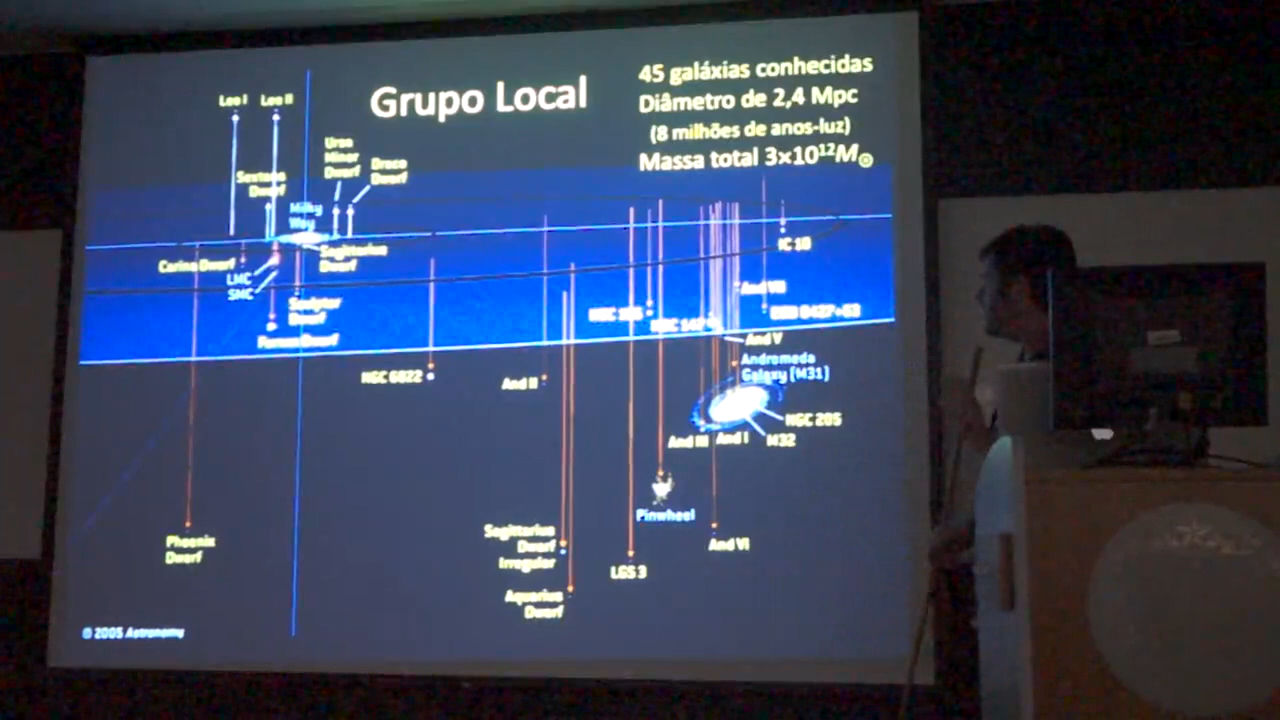 Grupo Local
45 galáxias conhecidas
Diâmetro de 2,4 Mpc
(8 milhões de anos-luz)
Massa total 3×10¹²M☉
Leo I
Leo II
Ursa
Minor
Dwarf
Draco
Dwarf
Sextans
Dwarf
Milky
Way
Sagittarius
Dwarf
Carina Dwarf
LMC
SMC
Sculptor
Dwarf
Fornax Dwarf
IC 10
And VII
NGC 147
And V
Andromeda
Galaxy (M31)
NGC 6822
And II
NGC 205
M32
And III
And I
Pinwheel
Phoenix
Dwarf
Sagittarius
Dwarf
Irregular
And VI
LGS 3
Aquarius
Dwarf
© 2005 Astronomy